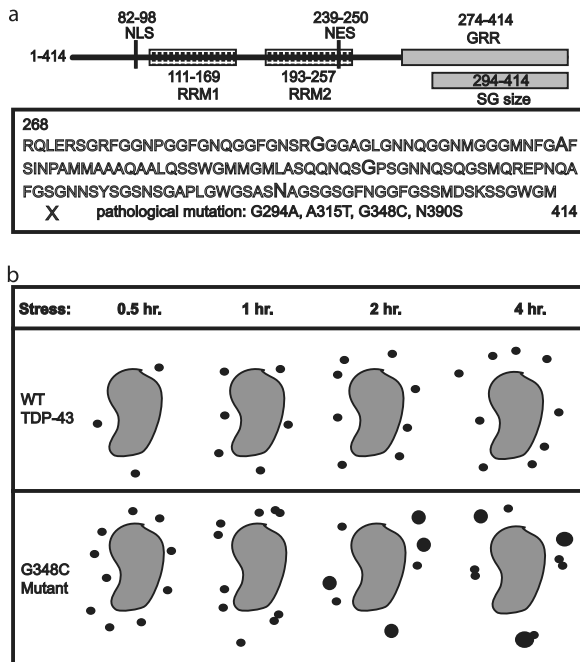 a
82-98
NLS
239-250
NES
274-414
GRR
1-414
111-169
RRM1
193-257
RRM2
294-414
SG size
268
RQLERSGRFGGNPGGFGNQGGFGNSRGGGAGLGNNQGGNMGGGMNFGAF
SINPAMMAAAQAALQSSWGMMGMLASQQNQSGPSGNNQSQGSMQREPNQA
FGSGNNSYSGSNSGAPLGWGSASNAGSGSGFNGGFGSSMDSKSSGWGM
X pathological mutation: G294A, A315T, G348C, N390S 414
b
Stress: 0.5 hr. 1 hr. 2 hr. 4 hr.
WT
TDP-43
G348C
Mutant